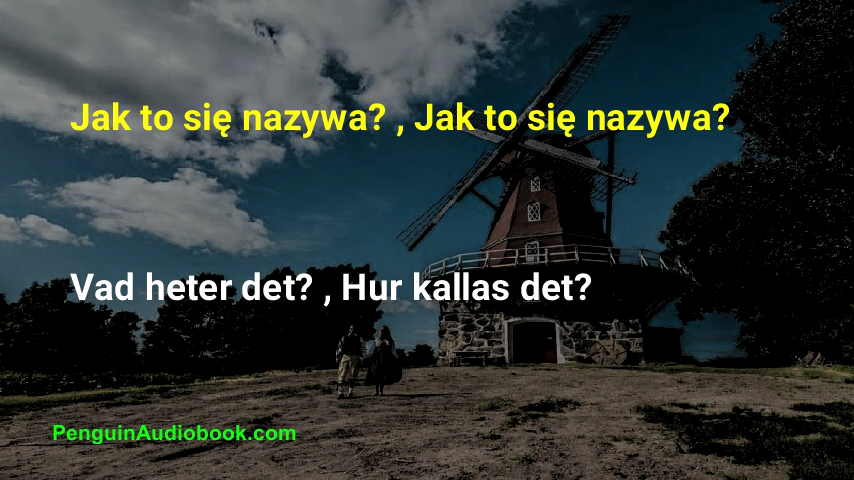 Jak to się nazywa? , Jak to się nazywa?
Vad heter det? , Hur kallas det?
PenguinAudiobook.com